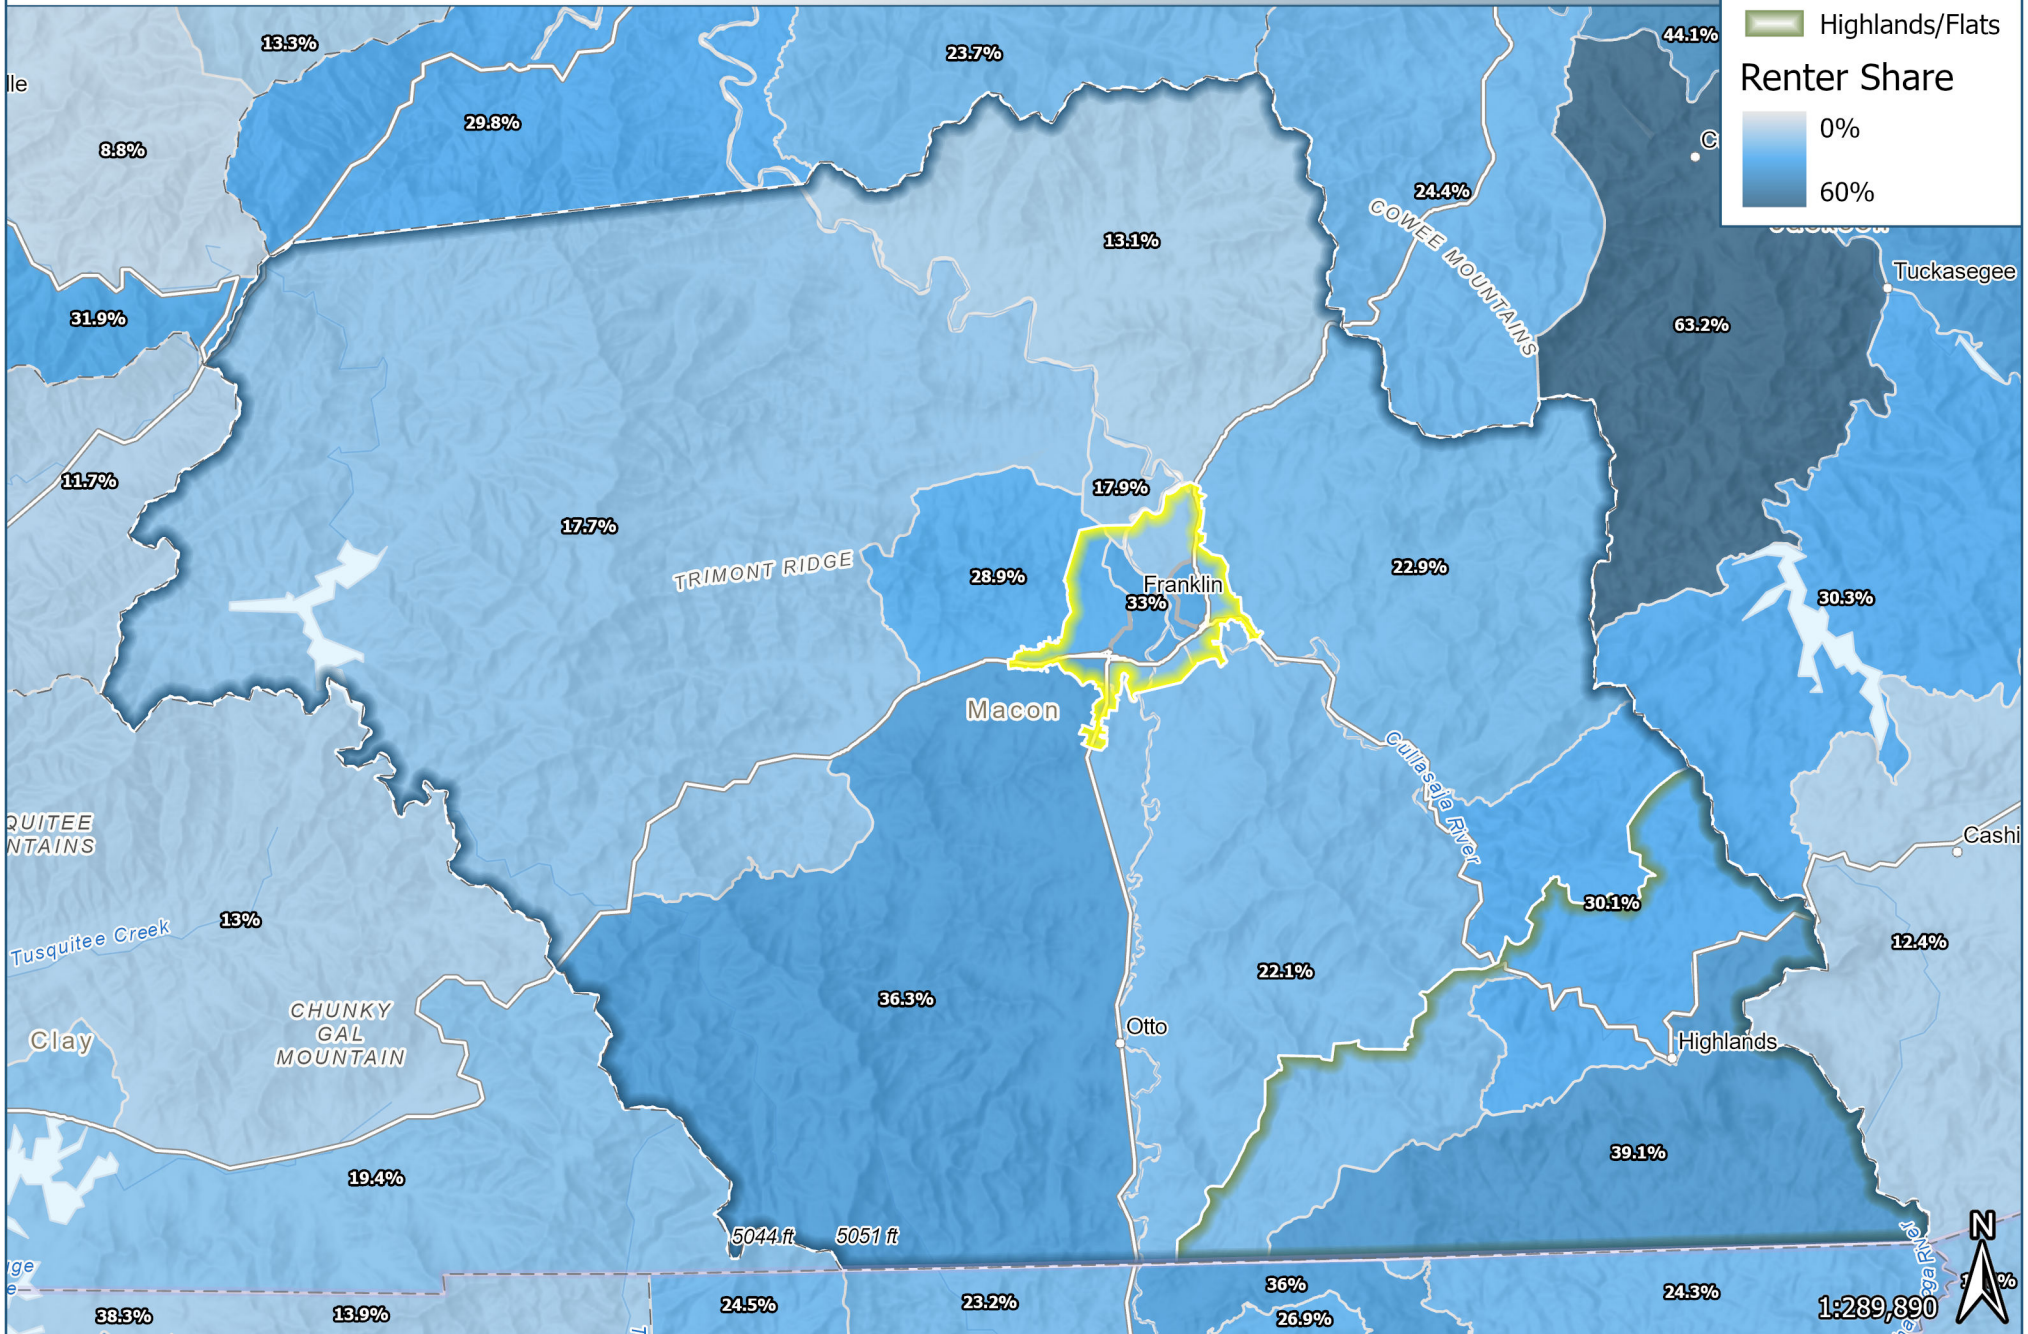 Highlands/Flats
Renter Share
0%
60%
13.3%
23.7%
44.1%
lle
29.8%
8.8%
C
24.4%
COWEE MOUNTAINS
13.1%
Tuckasegee
31.9%
63.2%
11.7%
17.9%
17.7%
TRIMONT RIDGE
28.9%
Franklin
33%
22.9%
30.3%
Macon
Cullasaja River
QUITEE
NTAINS
Cashi
30.1%
13%
Tusquitee Creek
12.4%
22.1%
36.3%
CHUNKY
GAL
MOUNTAIN
Clay
Otto
Highlands
39.1%
19.4%
5044 ft
5051 ft
N
ge
e
36%
24.3%
24.5%
23.2%
1:289,890
38.3%
13.9%
26.9%